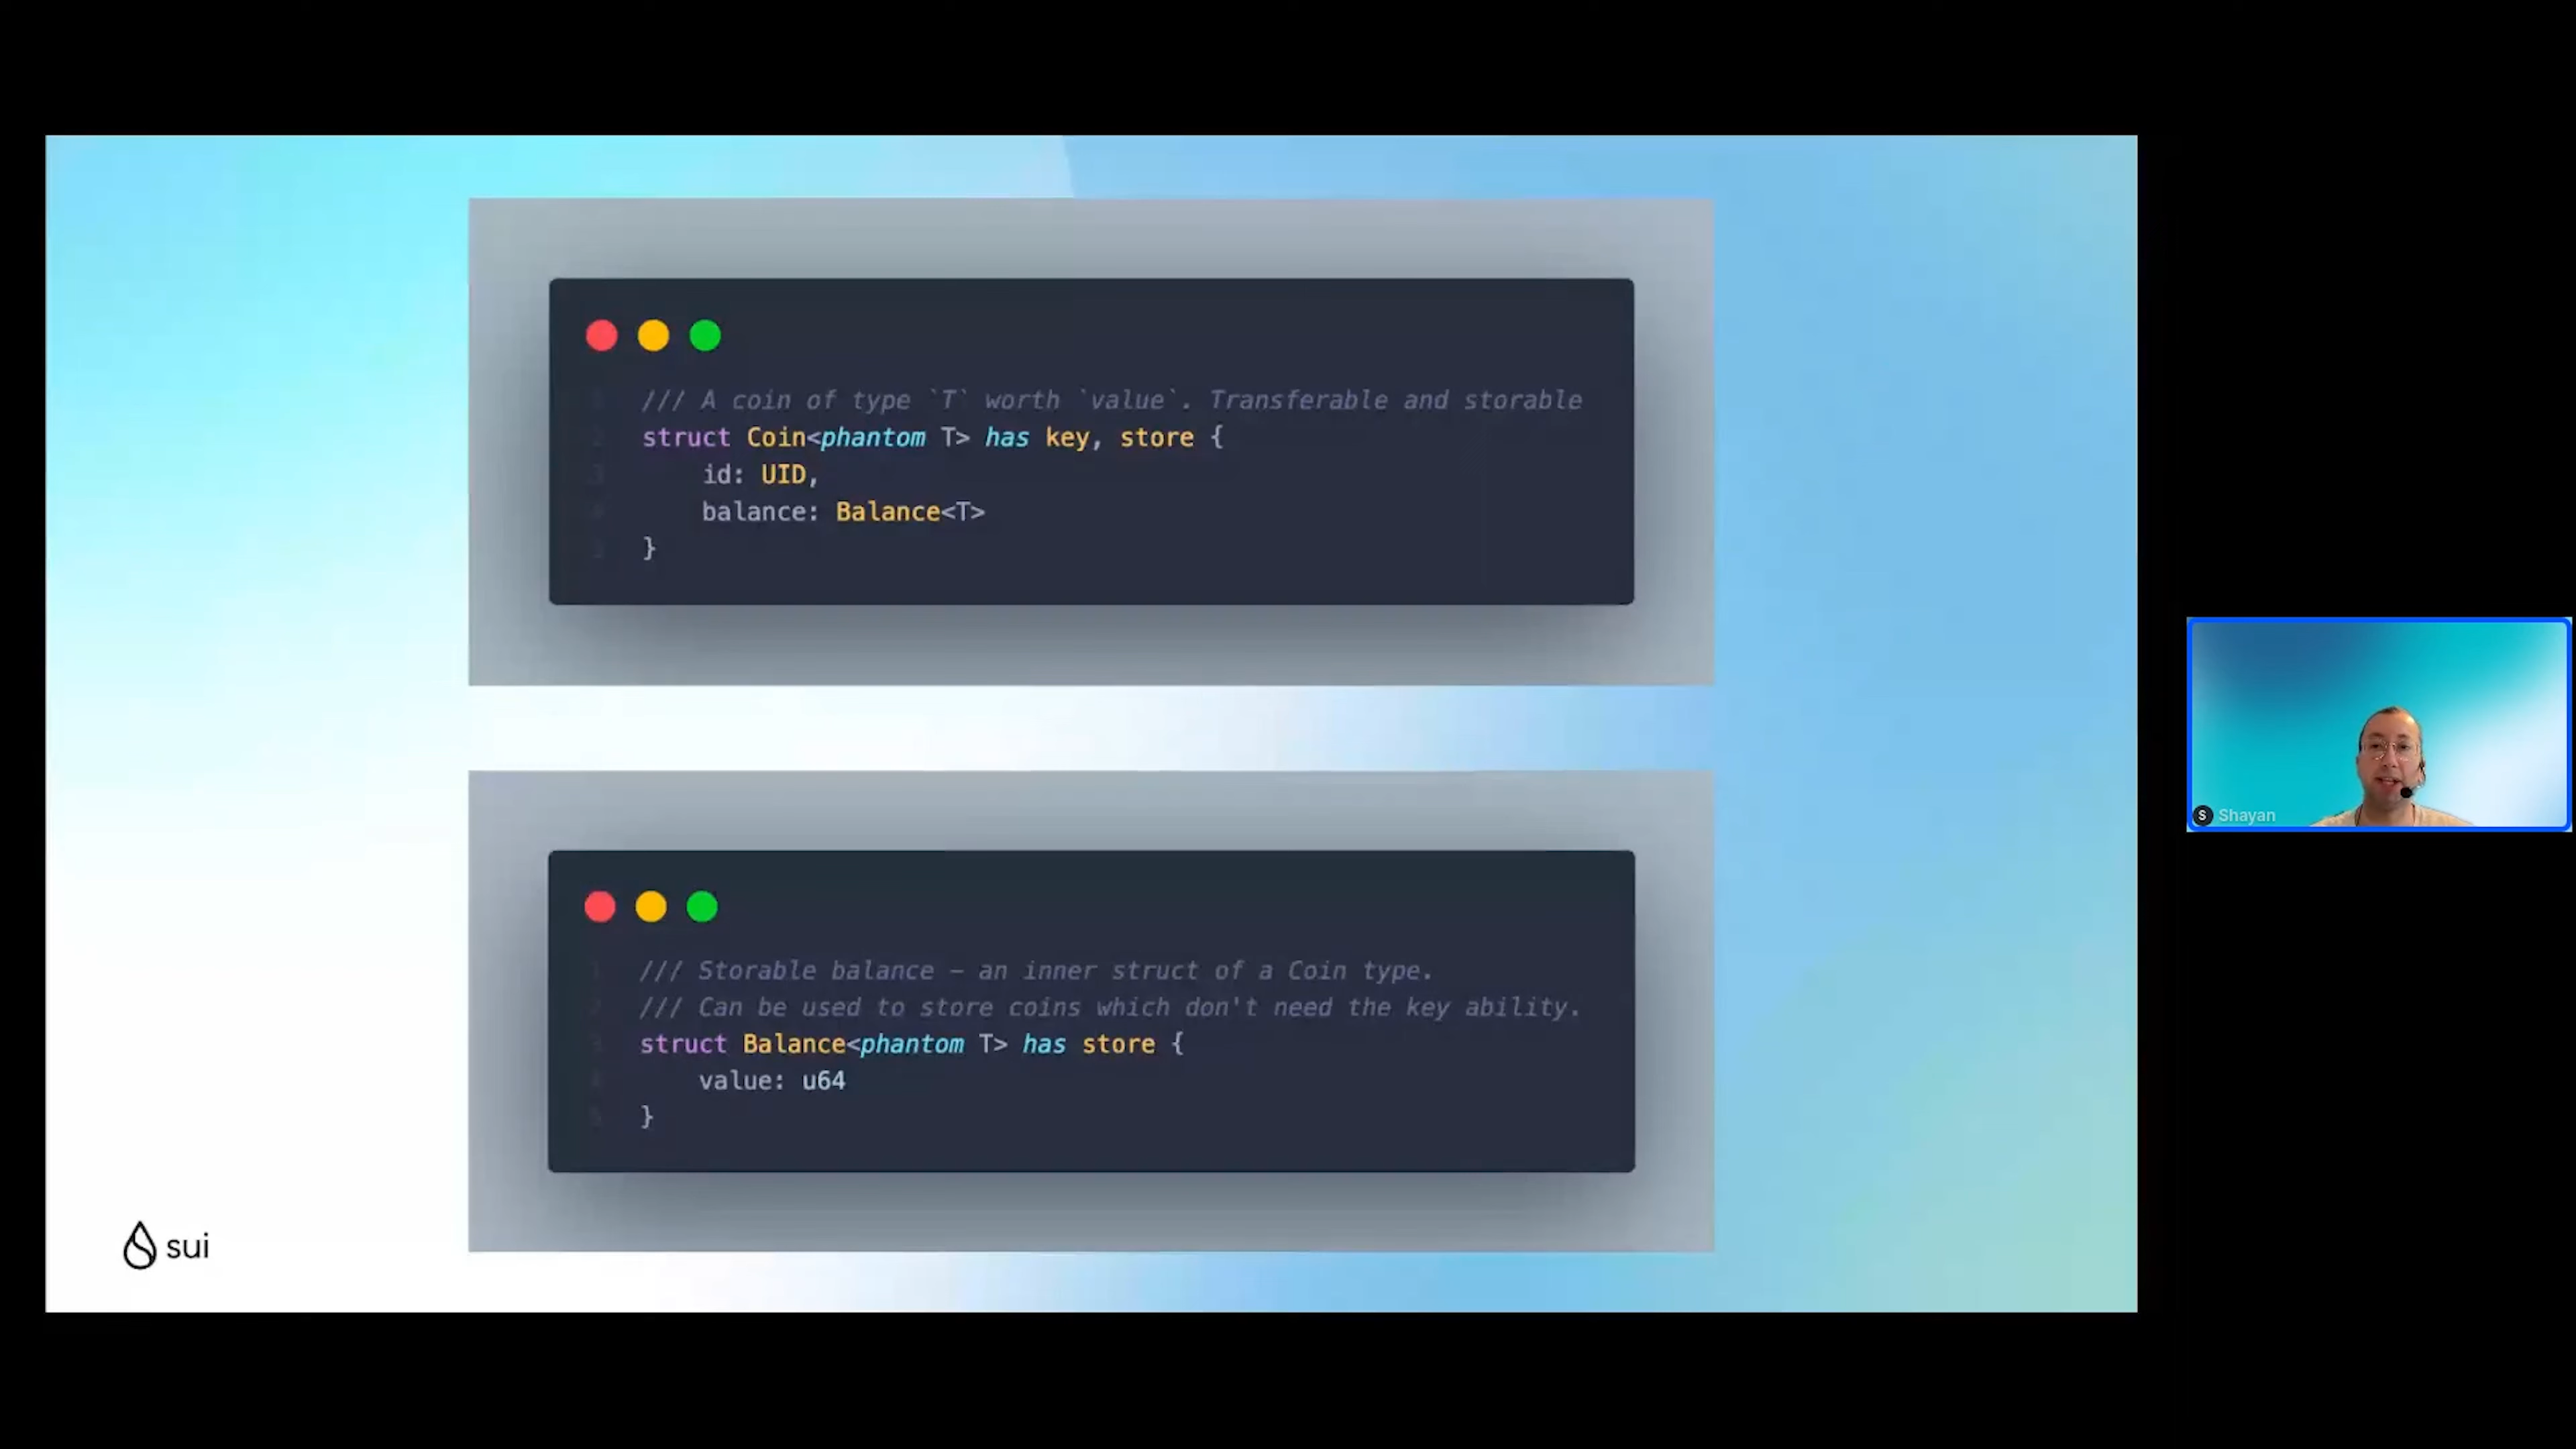 /// A coin of type `T` worth `value`. Transferable and storable
struct Coin<phantom T> has key, store {
id: UID,
balance: Balance<T>
}
/// Storable balance – an inner struct of a Coin type.
/// Can be used to store coins which don't need the key ability.
struct Balance<phantom T> has store {
value: u64
}
sui
S Shayan